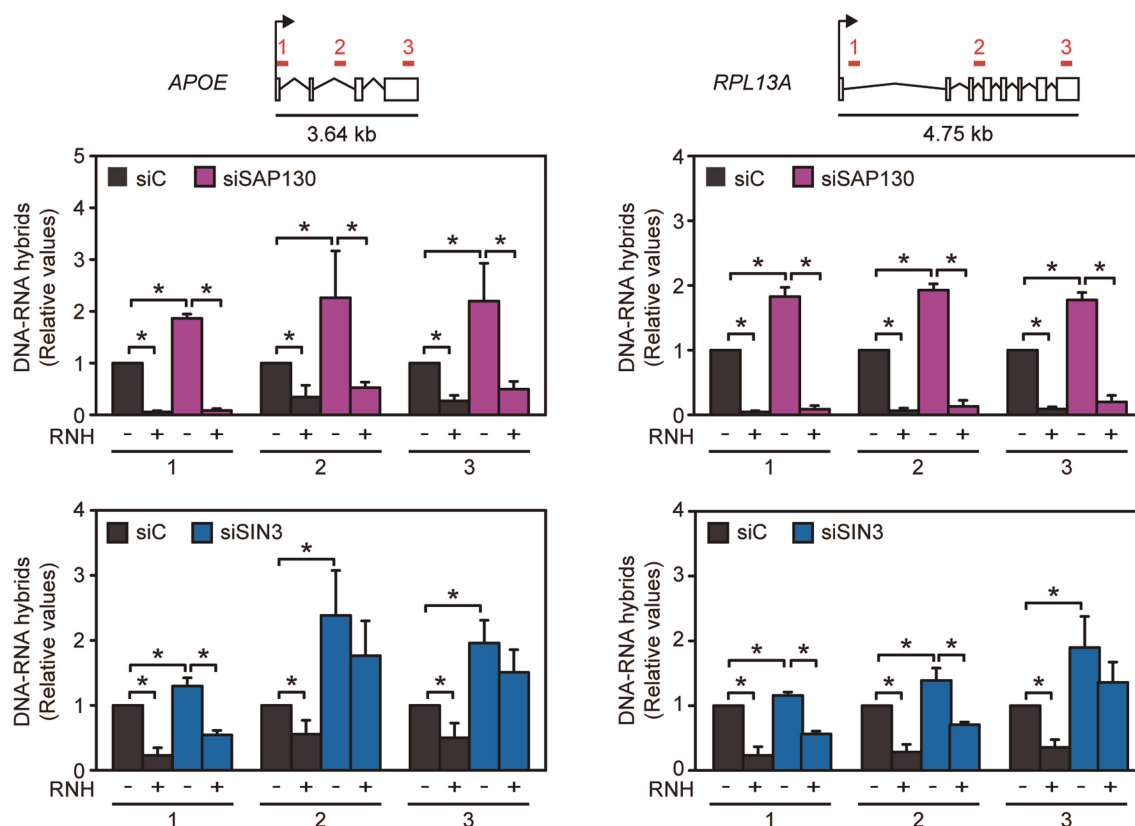 1 2 3
APOE
3.64 kb
1 2 3
RPL13A
4.75 kb
DNA-RNA hybrids
(Relative values)
5
4
3
2
1
0
siC siSAP130
* * * * * * * * *
RNH - + - + - + - + - + - +
1 2 3
DNA-RNA hybrids
(Relative values)
4
3
2
1
0
siC siSAP130
* * * * * * * * *
RNH - + - + - + - + - + - +
1 2 3
DNA-RNA hybrids
(Relative values)
4
3
2
1
0
siC siSIN3
* * * * * * *
RNH - + - + - + - + - + - +
1 2 3
DNA-RNA hybrids
(Relative values)
4
3
2
1
0
siC siSIN3
* * * * * * * *
RNH - + - + - + - + - + - +
1 2 3